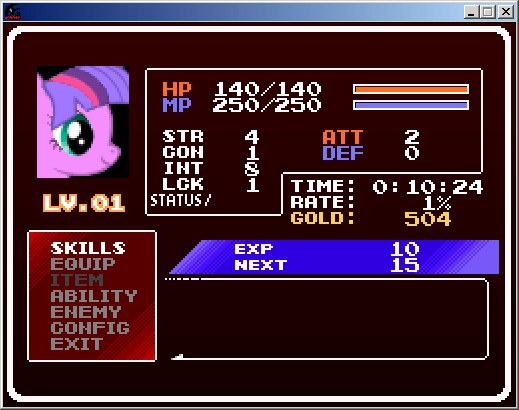 HP 140/140
MP 250/250
STR 4 ATT 2
CON 1 DEF 0
INT 8
LCK 1
STATUS/
LV.01
TIME: 0:10:24
RATE: 1%
GOLD: 504
SKILLS
EQUIP
ITEM
ABILITY
ENEMY
CONFIG
EXIT
EXP 10
NEXT 15